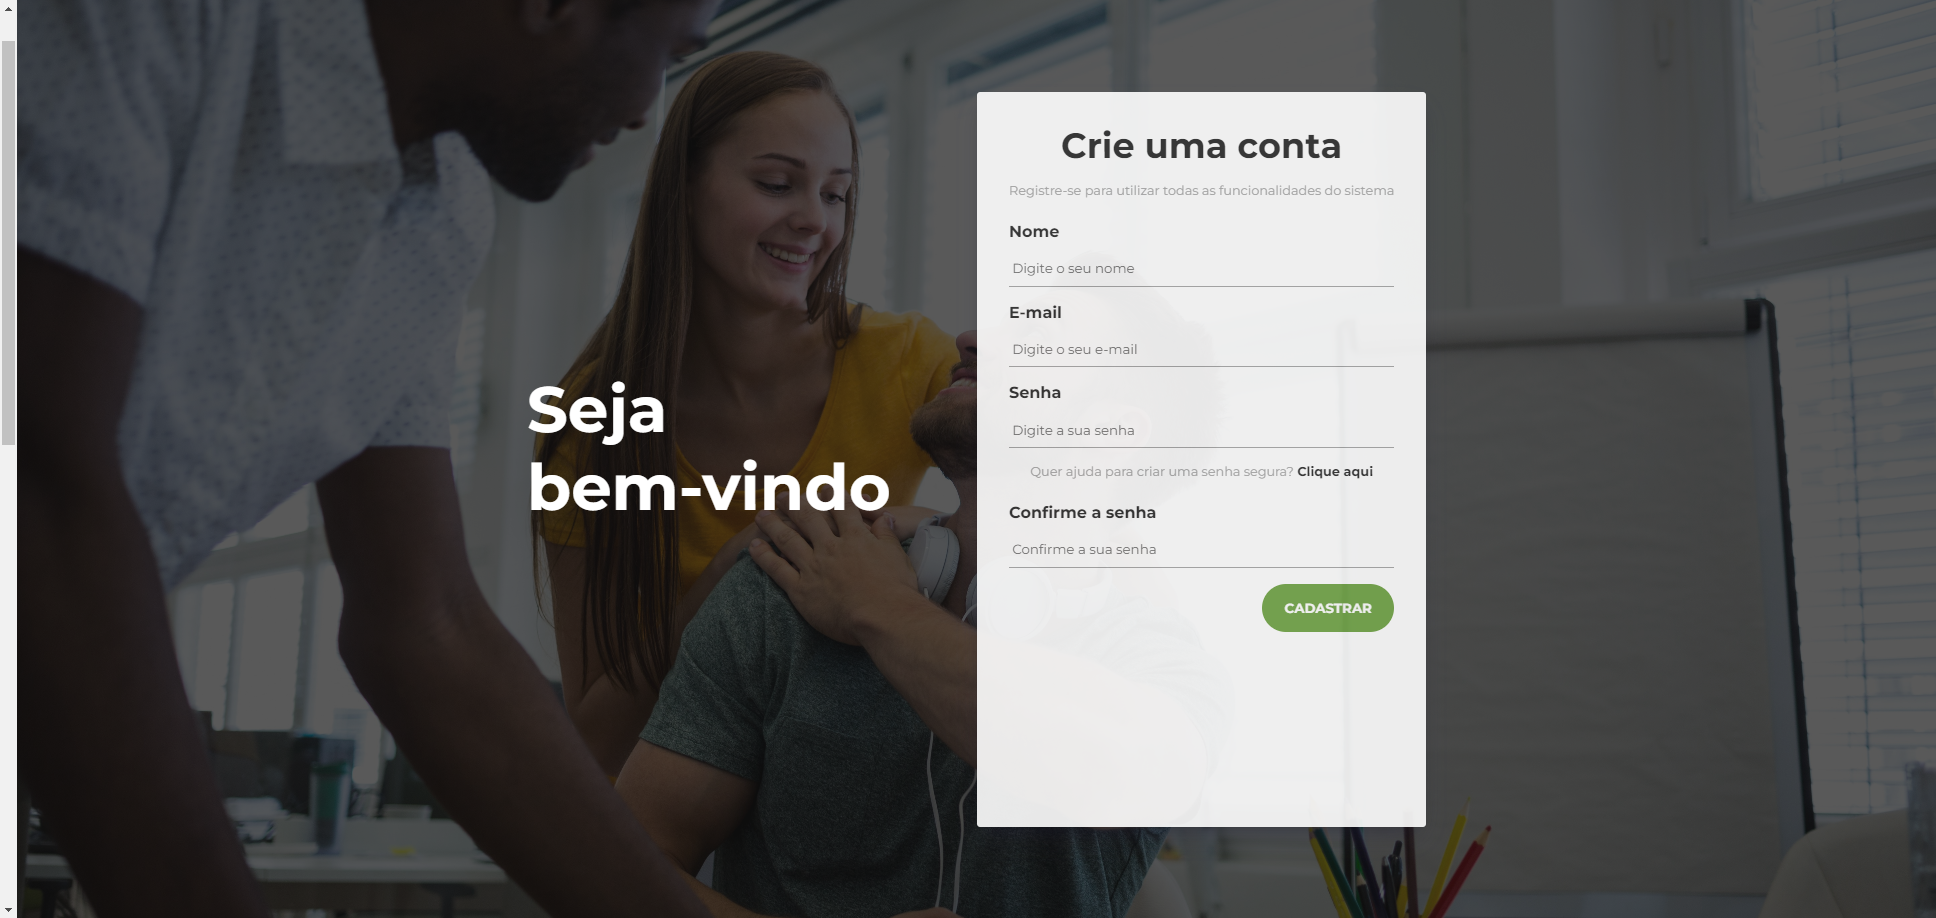 Seja
bem-vindo
Crie uma conta
Registre-se para utilizar todas as funcionalidades do sistema
Nome
Digite o seu nome
E-mail
Digite o seu e-mail
Senha
Digite a sua senha
Quer ajuda para criar uma senha segura? Clique aqui
Confirme a senha
Confirme a sua senha
CADASTRAR